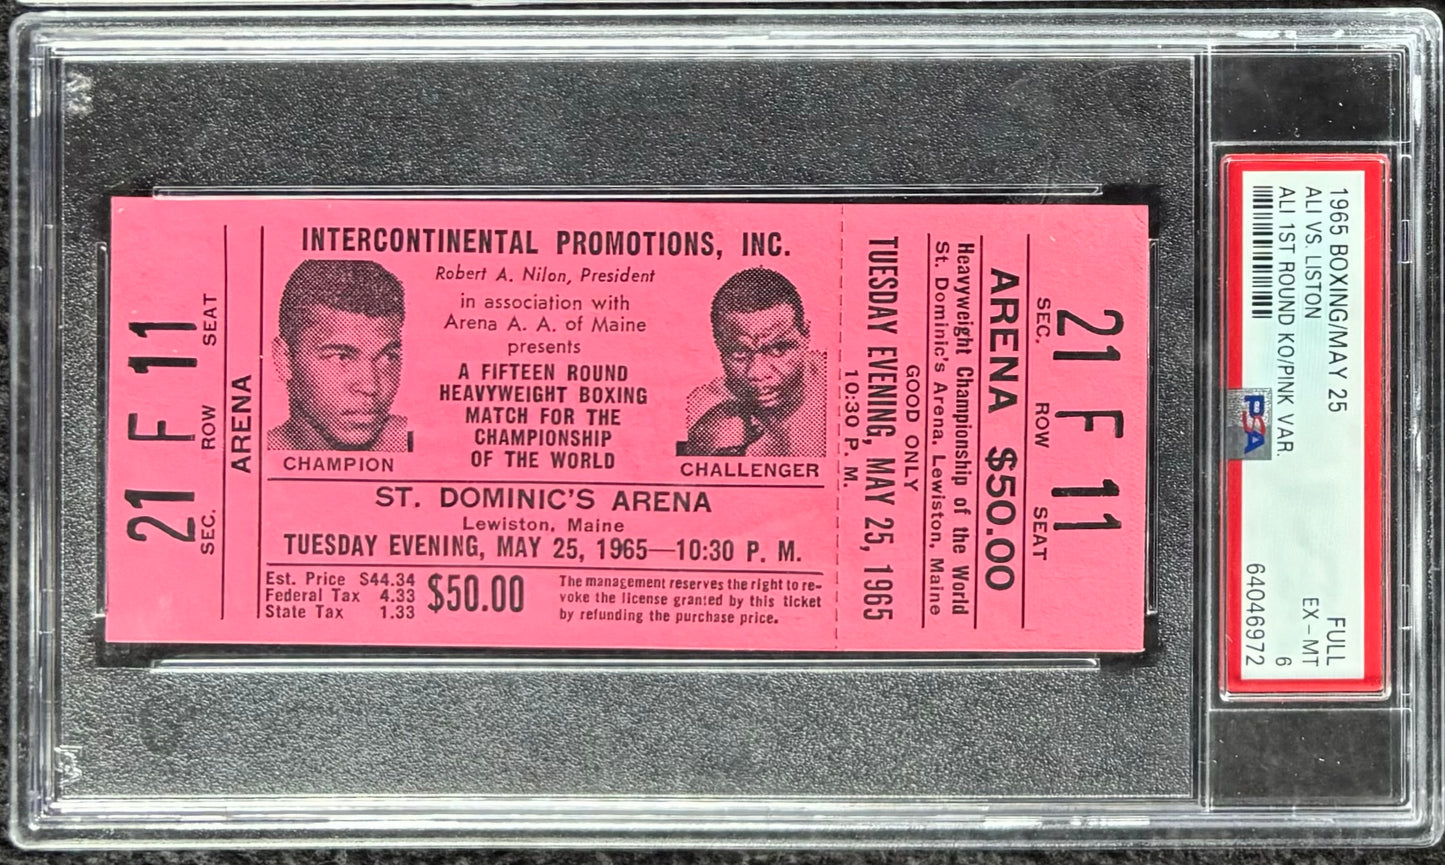 21 F 11
SEC. ROW SEAT
ARENA
INTERCONTINENTAL PROMOTIONS, INC.
Robert A. Nilon, President
in association with
Arena A. A. of Maine
presents
A FIFTEEN ROUND
HEAVYWEIGHT BOXING
MATCH FOR THE
CHAMPIONSHIP
OF THE WORLD
CHAMPION
CHALLENGER
ST. DOMINIC'S ARENA
Lewiston, Maine
TUESDAY EVENING, MAY 25, 1965—10:30 P. M.
Est. Price $44.34
Federal Tax 4.33
State Tax 1.33
$50.00
The management reserves the right to re-
voke the license granted by this ticket
by refunding the purchase price.
21 F 11
SEC. ROW SEAT
ARENA $50.00
Heavyweight Championship of the World
St. Dominic's Arena, Lewiston, Maine
GOOD ONLY
TUESDAY EVENING, MAY 25, 1965
10:30 P. M.
1965 BOXING/MAY 25 FULL
ALI VS. LISTON EX-MT
ALI 1ST ROUND KO/PINK VAR. 6
PSA
64046972